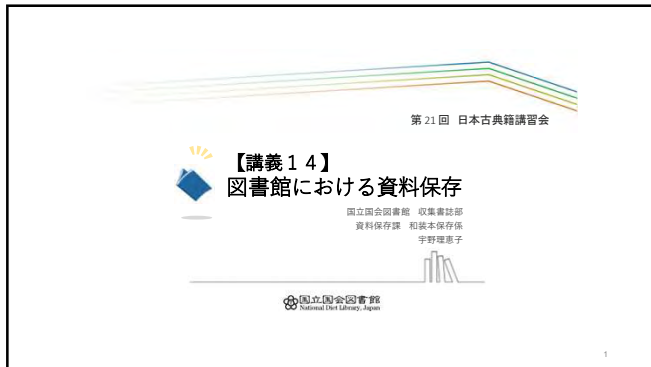 第21回 日本古典籍講習会
【講義１４】
図書館における資料保存
国立国会図書館 収集書誌部
資料保存課 和装本保存係
宇野理恵子
国立国会図書館
National Diet Library, Japan
1